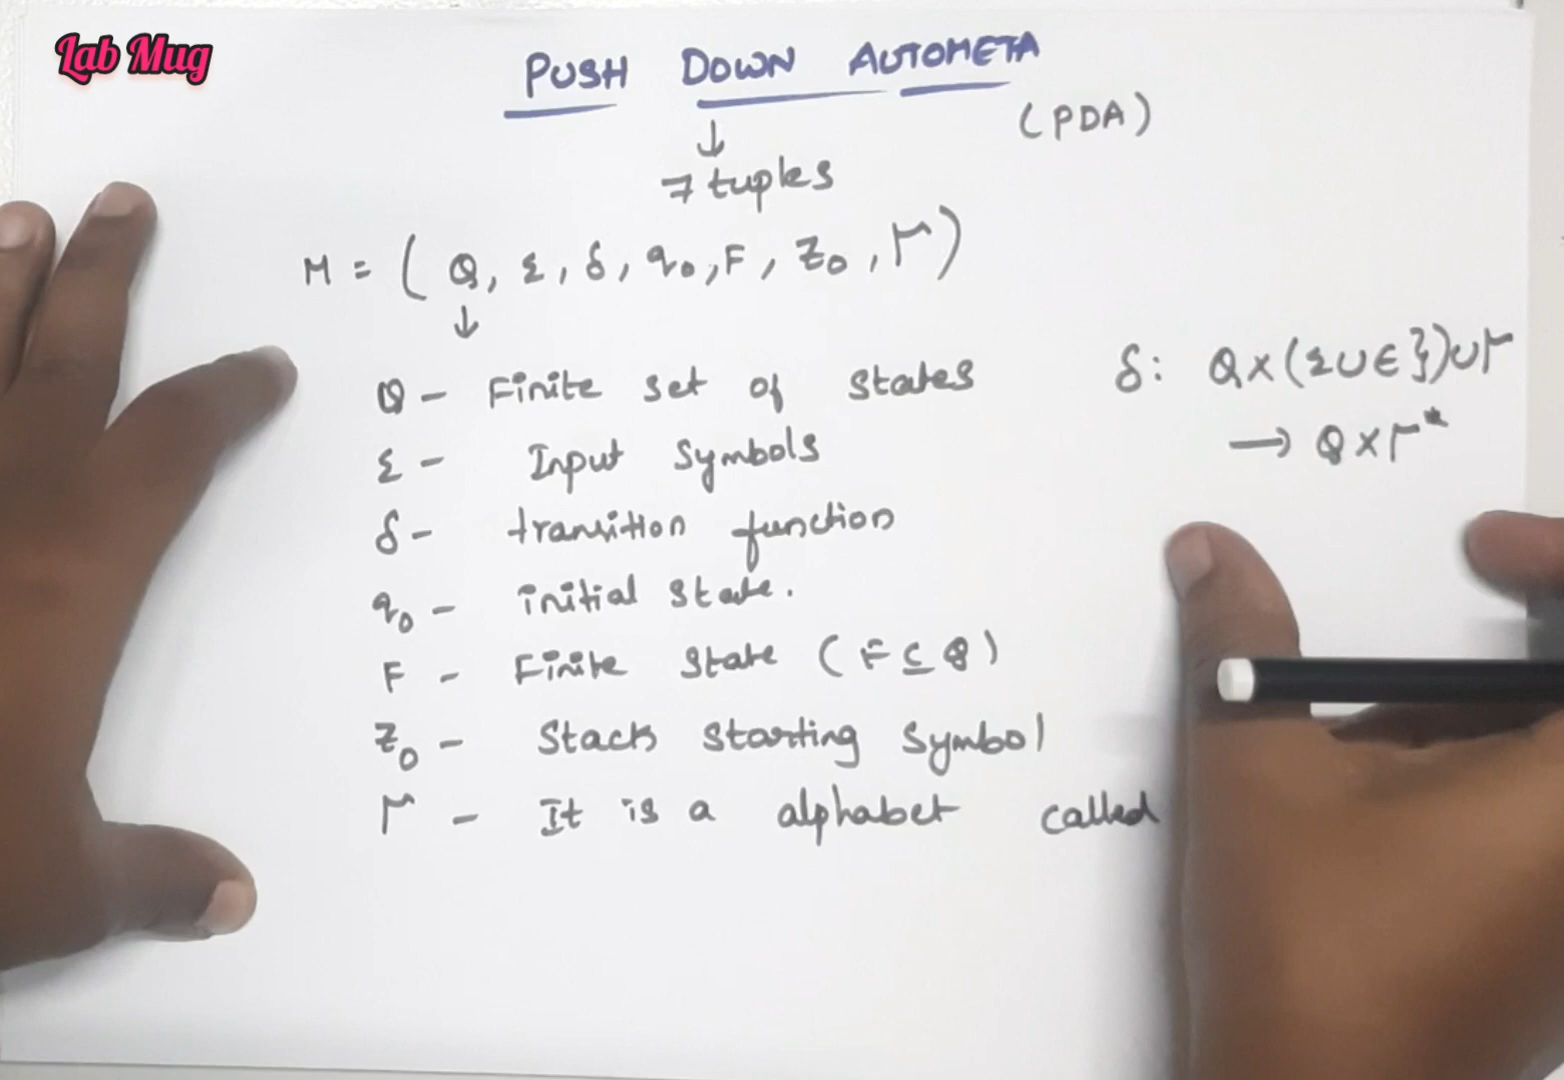 Lab Mug
PUSH DOWN AUTOMETA
(PDA)
↓
7 tuples
M = ( Q, Σ, δ, q₀, F, Z₀, Γ )
↓
Q - Finite set of states
Σ - Input Symbols
δ - transition function
q₀ - initial state.
F - Finite state (F ⊆ Q)
Z₀ - Stack starting symbol
Γ - It is a alphabet called
δ: Q×(Σ∪∈})∪Γ
→ Q×Γ*